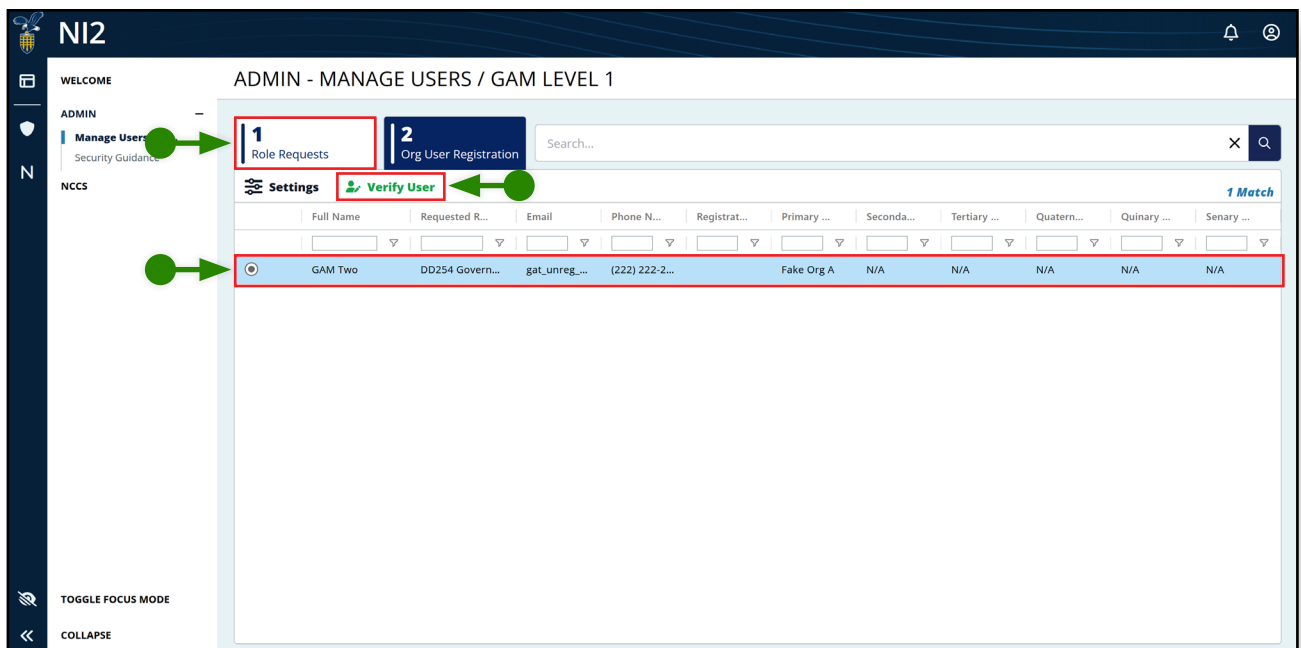 NI2
WELCOME
ADMIN - MANAGE USERS / GAM LEVEL 1
ADMIN
Manage Users
Security Guidance
NCCS
N
1
Role Requests
2
Org User Registration
Search...
Settings
Verify User
1 Match
Full Name Requested R... Email Phone N... Registrat... Primary ... Seconda... Tertiary ... Quatern... Quinary ... Senary ...
GAM Two DD254 Govern... gat_unreg_... (222) 222-2... Fake Org A N/A N/A N/A N/A N/A
TOGGLE FOCUS MODE
COLLAPSE